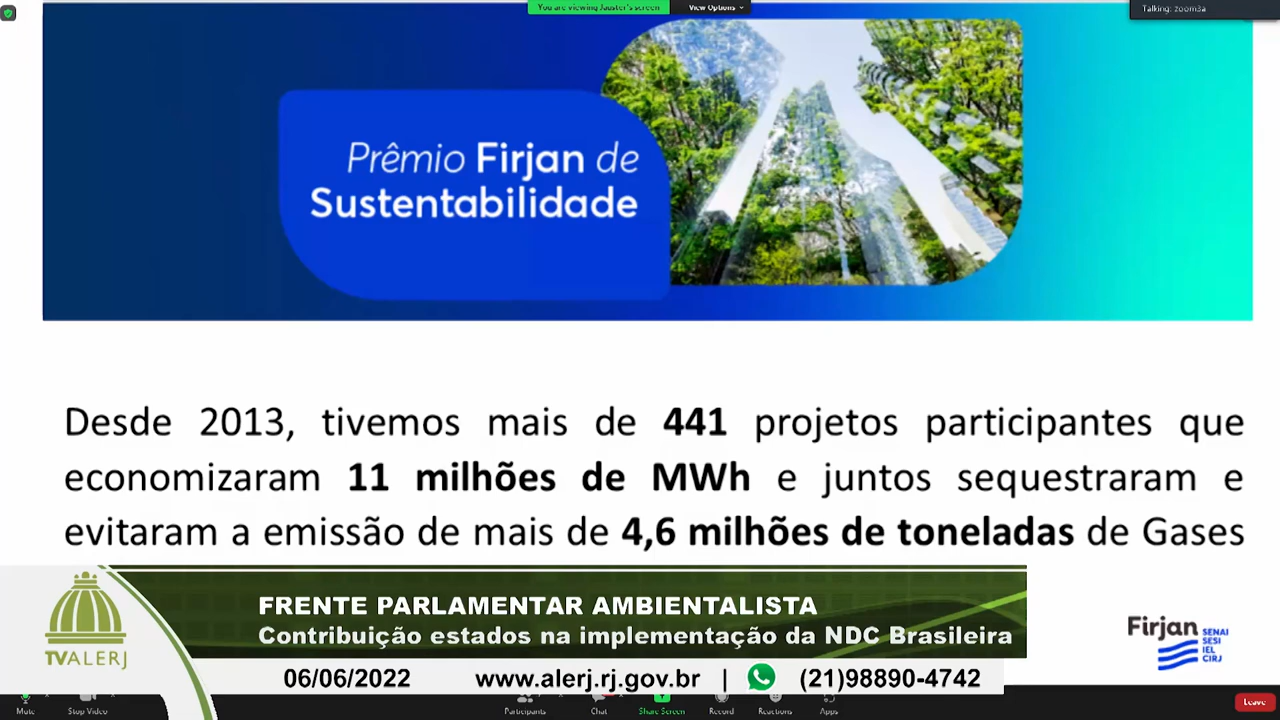 You are viewing Jauster's screen
View Options
Talking: zoom3a
Prêmio Firjan de
Sustentabilidade
Desde 2013, tivemos mais de 441 projetos participantes que
economizaram 11 milhões de MWh e juntos sequestraram e
evitaram a emissão de mais de 4,6 milhões de toneladas de Gases
FRENTE PARLAMENTAR AMBIENTALISTA
Contribuição estados na implementação da NDC Brasileira
TVALERJ
06/06/2022 www.alerj.rj.gov.br | (21)98890-4742
Firjan SENAI
SESI
IEL
CIRJ
Mute Stop Video Participants Chat Share Screen Record Reactions Apps Leave